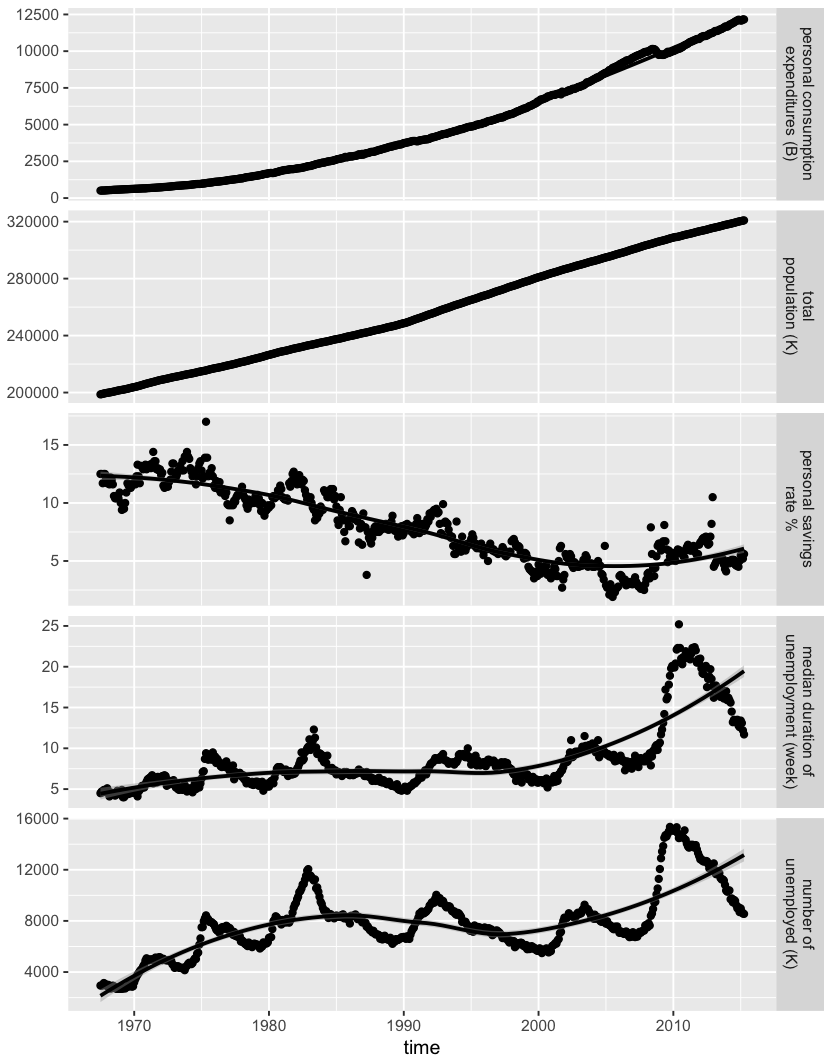 12500
10000
7500
5000
2500
0
personal consumption
expenditures (B)
320000
280000
240000
200000
total
population (K)
15
10
5
personal savings
rate %
25
20
15
10
5
median duration of
unemployment (week)
16000
12000
8000
4000
number of
unemployed (K)
1970 1980 1990 2000 2010
time